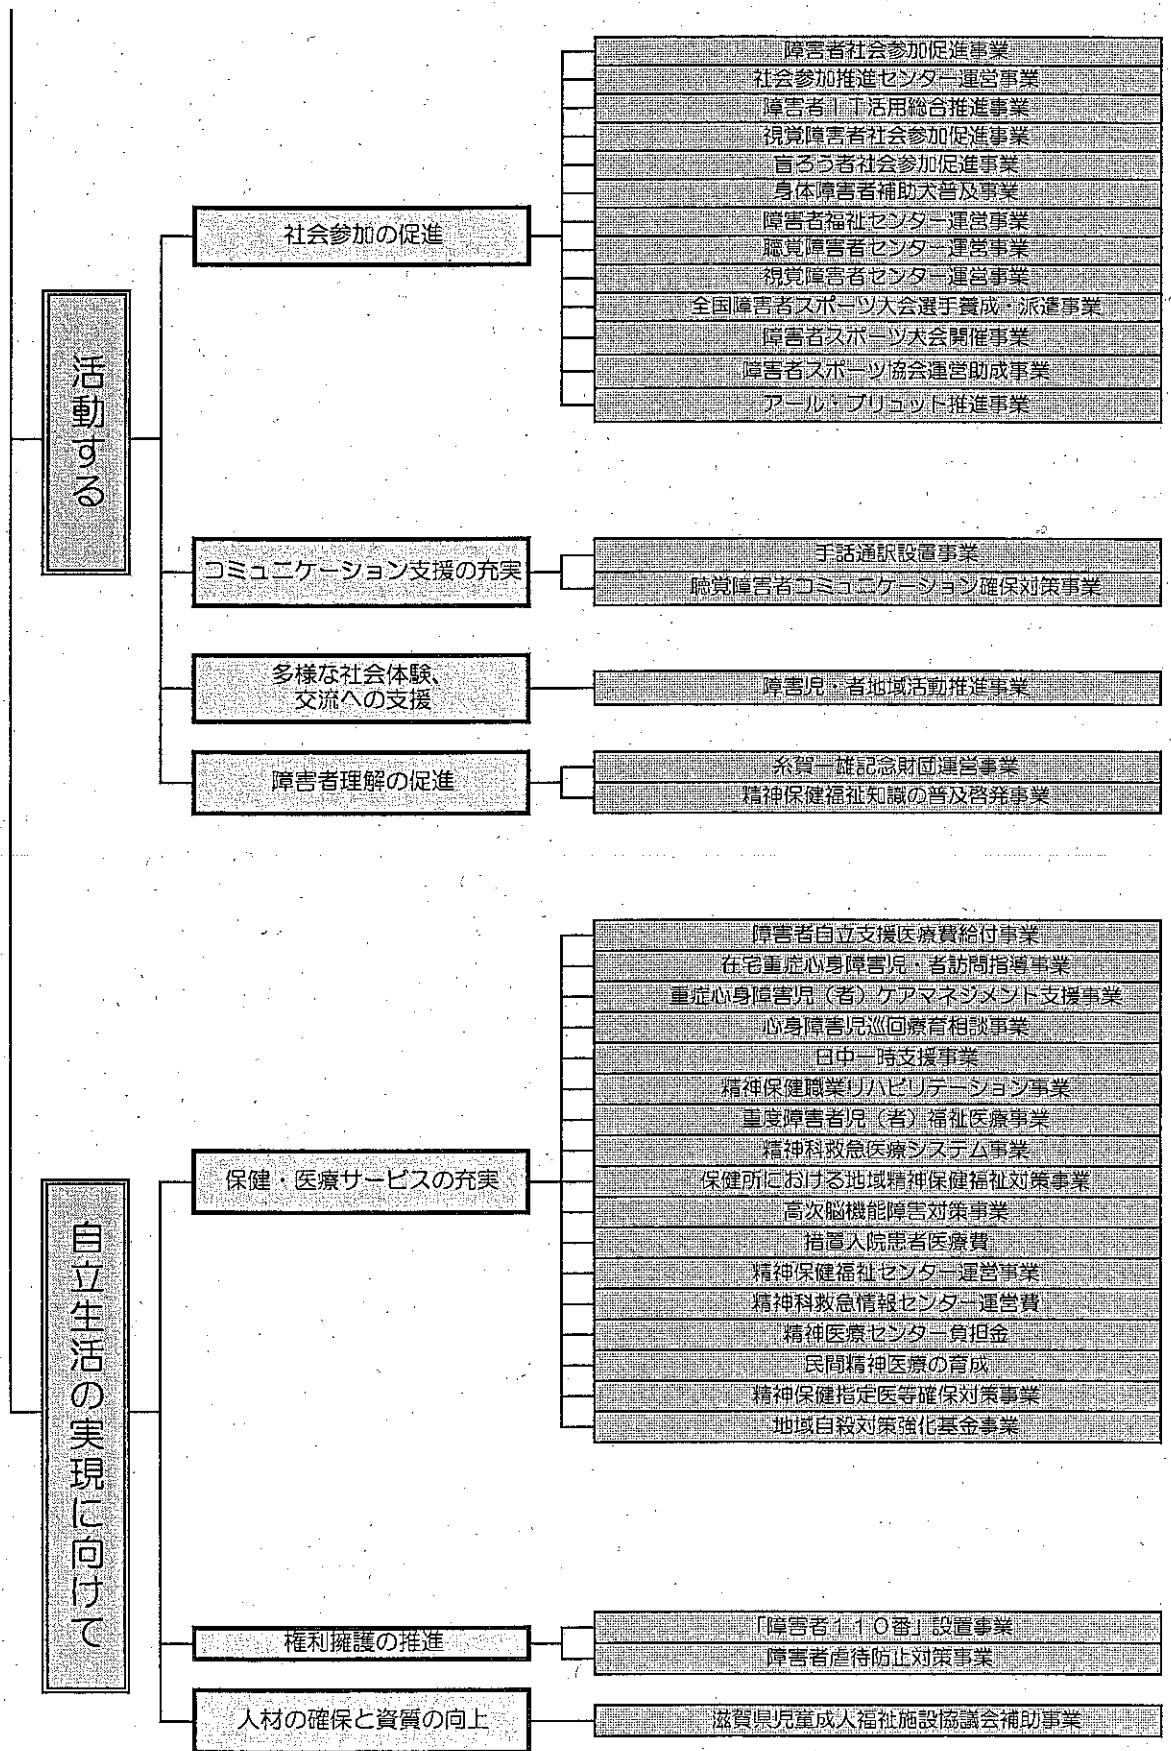 活動する
社会参加の促進
障害者社会参加促進事業
社会参加推進センター運営事業
障害者IT活用総合推進事業
視覚障害者社会参加促進事業
盲ろう者社会参加促進事業
身体障害者補助犬普及事業
障害者福祉センター運営事業
聴覚障害者センター運営事業
視覚障害者センター運営事業
全国障害者スポーツ大会選手養成・派遣事業
障害者スポーツ大会開催事業
障害者スポーツ協会運営助成事業
アール・ブリュット推進事業
コミュニケーション支援の充実
手話通訳設置事業
聴覚障害者コミュニケーション確保対策事業
多様な社会体験、
交流への支援
障害児・者地域活動推進事業
障害者理解の促進
糸賀一雄記念財団運営事業
精神保健福祉知識の普及啓発事業
自立生活の実現に向けて
保健・医療サービスの充実
障害者自立支援医療費給付事業
在宅重症心身障害児・者訪問指導事業
重症心身障害児（者）ケアマネジメント支援事業
心身障害児巡回療育相談事業
日中一時支援事業
精神保健職業リハビリテーション事業
重度障害者児（者）福祉医療事業
精神科救急医療システム事業
保健所における地域精神保健福祉対策事業
高次脳機能障害対策事業
措置入院患者医療費
精神保健福祉センター運営事業
精神科救急情報センター運営費
精神医療センター負担金
民間精神医療の育成
精神保健指定医等確保対策事業
地域自殺対策強化基金事業
権利擁護の推進
「障害者110番」設置事業
障害者虐待防止対策事業
人材の確保と資質の向上
滋賀県児童成人福祉施設協議会補助事業